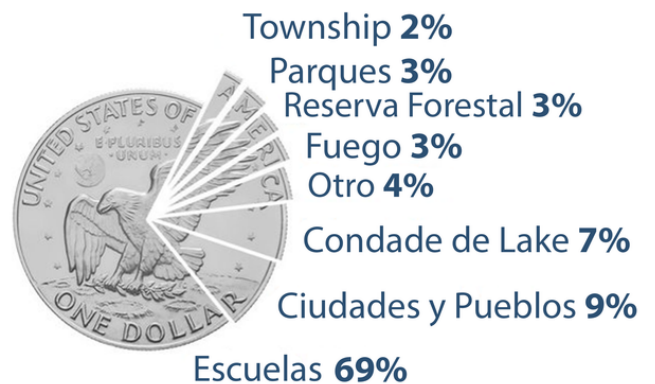 Township 2%
Parques 3%
Reserva Forestal 3%
Fuego 3%
Otro 4%
Condade de Lake 7%
Ciudades y Pueblos 9%
Escuelas 69%
UNITED STATES OF AMERICA
E PLURIBUS
UNUM
ONE DOLLAR